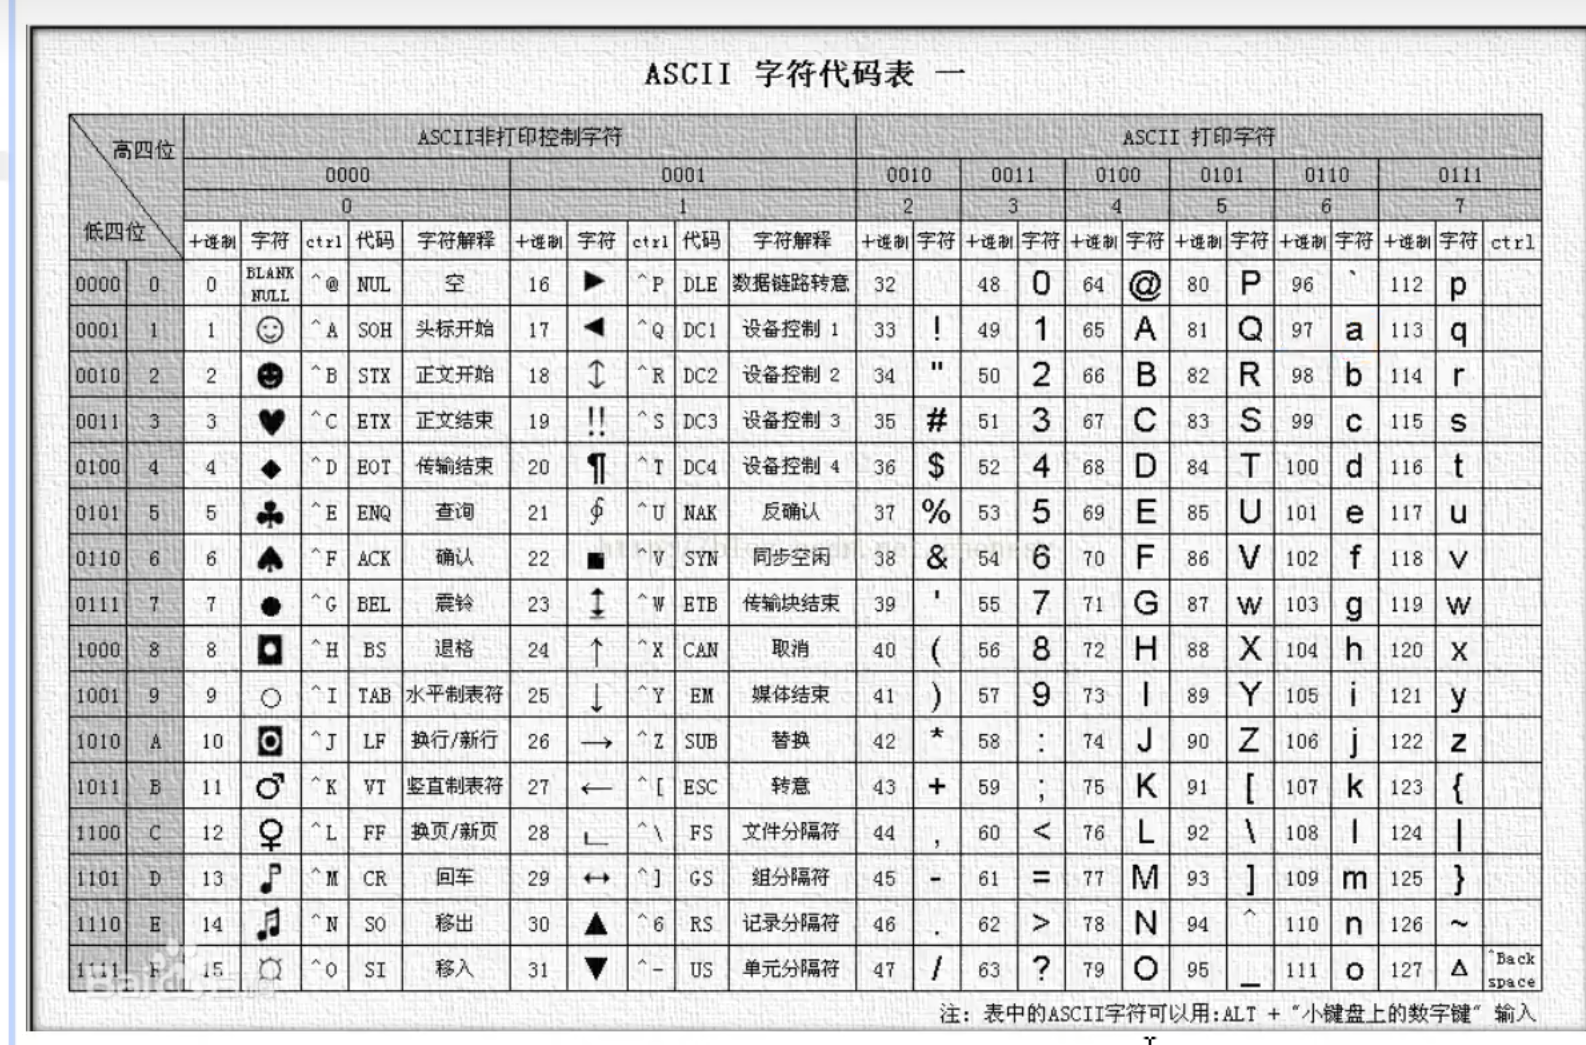 ASCII 字符代码表 一
高四位 ASCII非打印控制字符 ASCII 打印字符
0000 0001 0010 0011 0100 0101 0110 0111
低四位 0 1 2 3 4 5 6 7
十进制 字符 ctrl 代码 字符解释 十进制 字符 ctrl 代码 字符解释 十进制 字符 十进制 字符 十进制 字符 十进制 字符 十进制 字符 十进制 字符 ctrl
0000 0 0 BLANK NULL ^@ NUL 空 16 ► ^P DLE 数据链路转意 32 48 0 64 @ 80 P 96 ` 112 p
0001 1 1 ☺ ^A SOH 头标开始 17 ◄ ^Q DC1 设备控制 1 33 ! 49 1 65 A 81 Q 97 a 113 q
0010 2 2 ☻ ^B STX 正文开始 18 ↕ ^R DC2 设备控制 2 34 " 50 2 66 B 82 R 98 b 114 r
0011 3 3 ♥ ^C ETX 正文结束 19 ‼ ^S DC3 设备控制 3 35 # 51 3 67 C 83 S 99 c 115 s
0100 4 4 ♦ ^D EOT 传输结束 20 ¶ ^T DC4 设备控制 4 36 $ 52 4 68 D 84 T 100 d 116 t
0101 5 5 ♣ ^E ENQ 查询 21 ∮ ^U NAK 反确认 37 % 53 5 69 E 85 U 101 e 117 u
0110 6 6 ♠ ^F ACK 确认 22 ■ ^V SYN 同步空闲 38 & 54 6 70 F 86 V 102 f 118 v
0111 7 7 ● ^G BEL 震铃 23 ↨ ^W ETB 传输块结束 39 ' 55 7 71 G 87 w 103 g 119 w
1000 8 8 ◘ ^H BS 退格 24 ↑ ^X CAN 取消 40 ( 56 8 72 H 88 X 104 h 120 x
1001 9 9 ○ ^I TAB 水平制表符 25 ↓ ^Y EM 媒体结束 41 ) 57 9 73 I 89 Y 105 i 121 y
1010 A 10 ◙ ^J LF 换行/新行 26 → ^Z SUB 替换 42 * 58 : 74 J 90 Z 106 j 122 z
1011 B 11 ♂ ^K VT 竖直制表符 27 ← ^[ ESC 转意 43 + 59 ; 75 K 91 [ 107 k 123 {
1100 C 12 ♀ ^L FF 换页/新页 28 ∟ ^\ FS 文件分隔符 44 , 60 < 76 L 92 \ 108 l 124 |
1101 D 13 ♪ ^M CR 回车 29 ↔ ^] GS 组分隔符 45 - 61 = 77 M 93 ] 109 m 125 }
1110 E 14 ♫ ^N SO 移出 30 ▲ ^6 RS 记录分隔符 46 . 62 > 78 N 94 ^ 110 n 126 ~
1111 F 15 ☼ ^O SI 移入 31 ▼ ^- US 单元分隔符 47 / 63 ? 79 O 95 _ 111 o 127 Δ ^Back space
注: 表中的ASCII字符可以用:ALT + "小键盘上的数字键" 输入